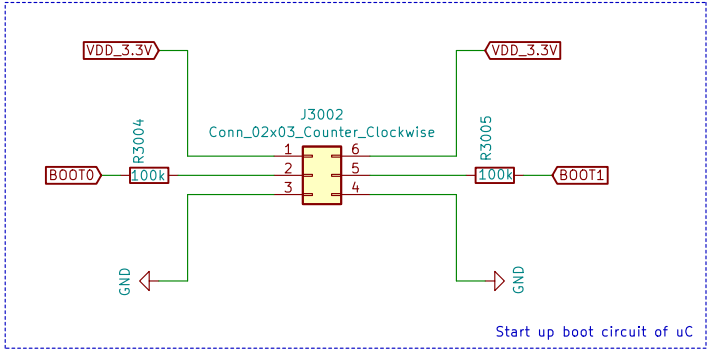 VDD_3.3V
VDD_3.3V
J3002
Conn_02x03_Counter_Clockwise
R3004
R3005
1
6
BOOT0
100k
2
5
100k
BOOT1
3
4
GND
GND
Start up boot circuit of uC